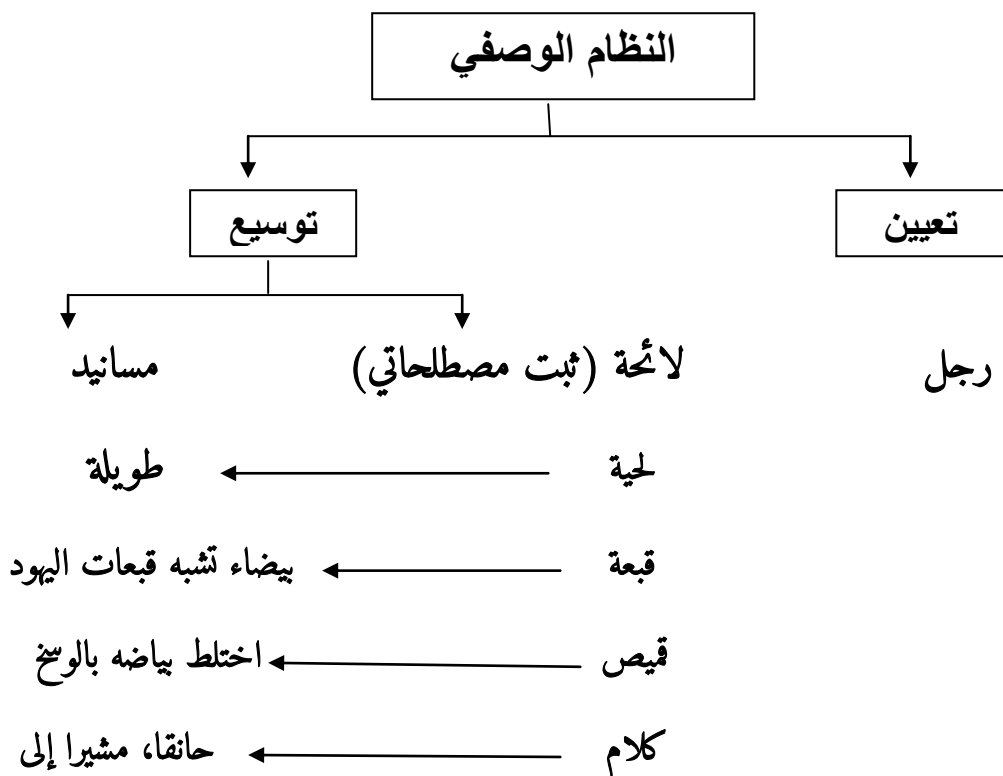 النظام الوصفي
تعيين توسيع
رجل لائحة (ثبت مصطلحاتي) مسانيد
لحية طويلة
قبعة بيضاء تشبه قبعات اليهود
قميص اختلط بياضه بالوسخ
كلام حانقا، مشيرا إلى